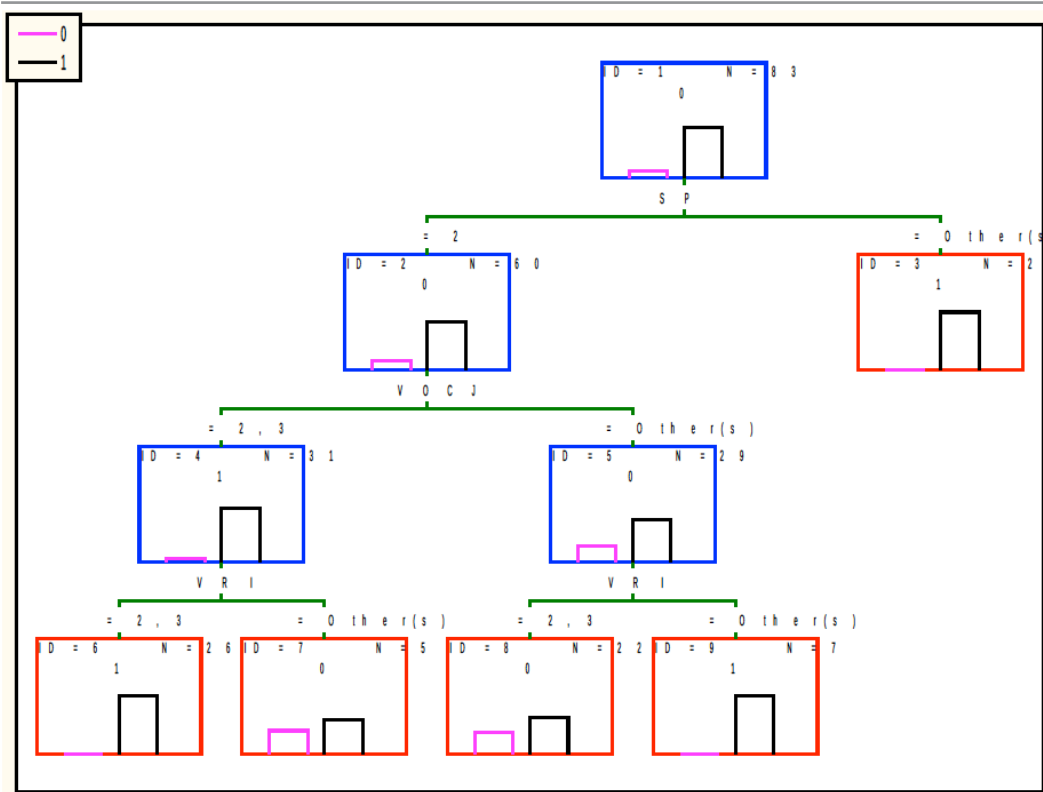 0
1
ID = 1 N = 83
0
SP
= 2
= Other(s
ID = 2 N = 60
0
ID = 3 N = 2
1
VOCJ
= 2,3
= Other(s)
ID = 4 N = 31
1
ID = 5 N = 29
0
VRI
VRI
= 2,3
= Other(s)
= 2,3
= Other(s)
ID = 6 N = 26
1
ID = 7 N = 5
0
ID = 8 N = 22
0
ID = 9 N = 7
1